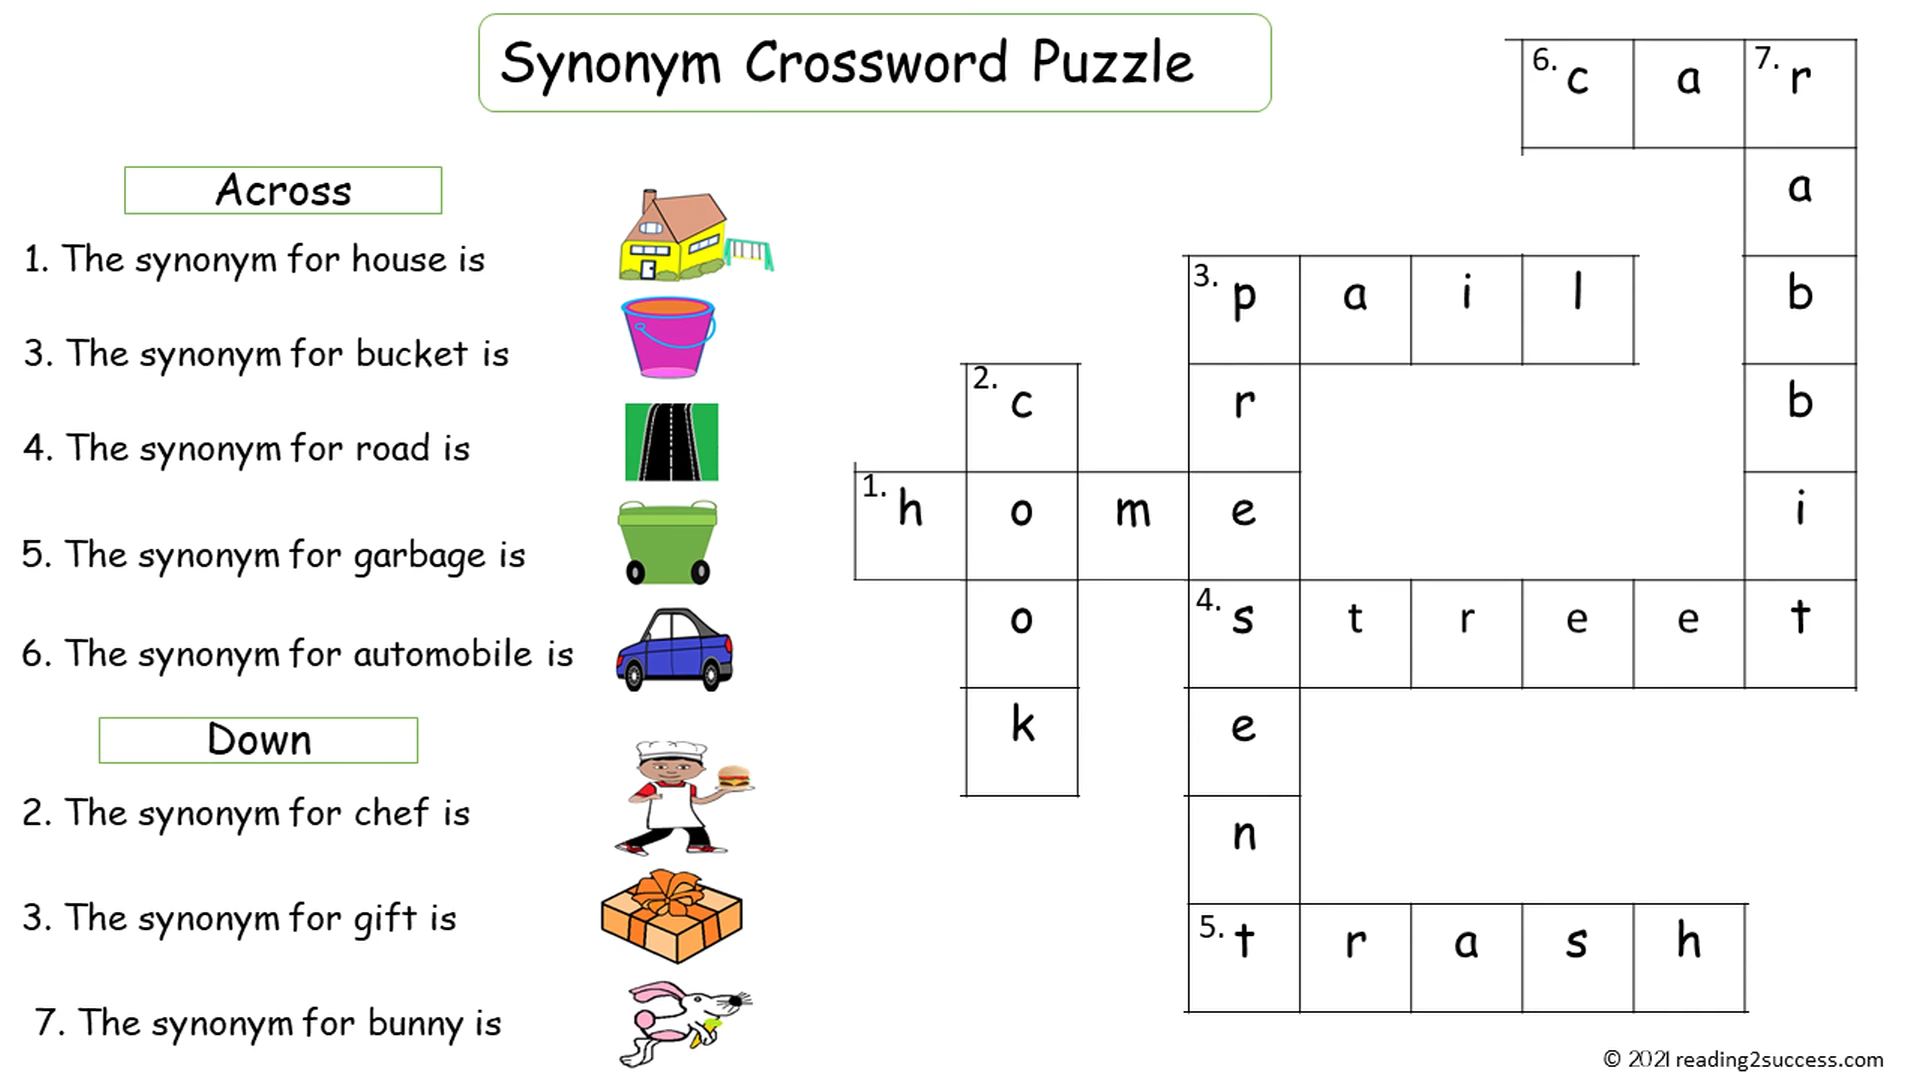 Synonym Crossword Puzzle
Across
1. The synonym for house is
3. The synonym for bucket is
4. The synonym for road is
5. The synonym for garbage is
6. The synonym for automobile is
Down
2. The synonym for chef is
3. The synonym for gift is
7. The synonym for bunny is
6. c a 7. r
a
3. p a i l b
2. c r b
1. h o m e i
o 4. s t r e e t
k e
n
5. t r a s h
© 2021 reading2success.com